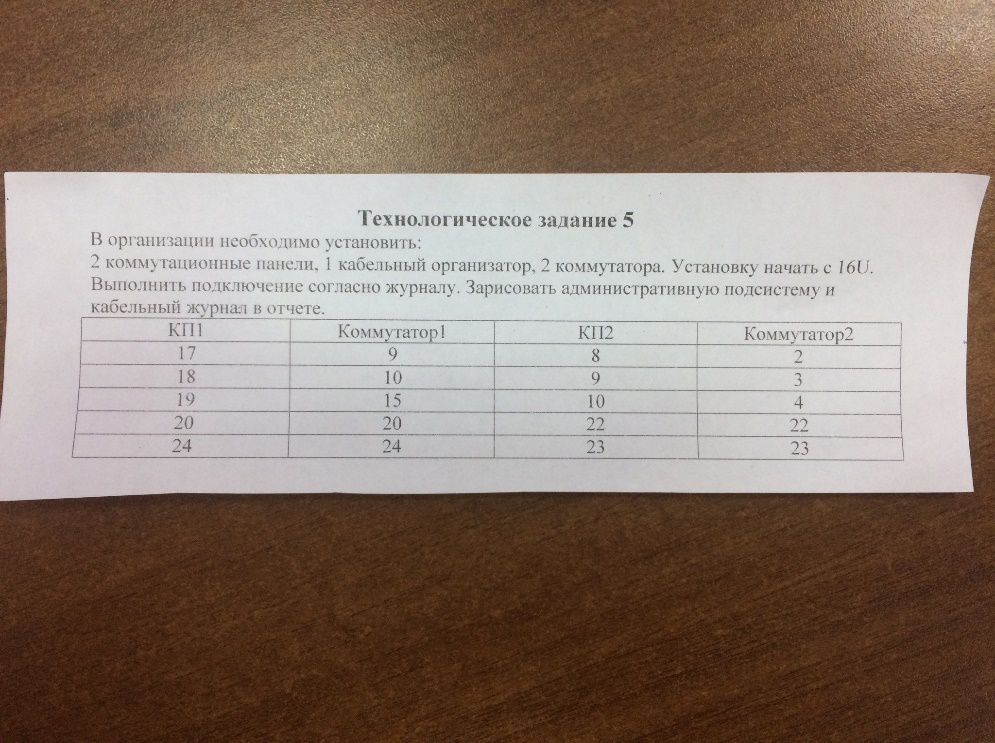 Технологическое задание 5
В организации необходимо установить:
2 коммутационные панели, 1 кабельный организатор, 2 коммутатора. Установку начать с 16U.
Выполнить подключение согласно журналу. Зарисовать административную подсистему и
кабельный журнал в отчете.
КП1 Коммутатор1 КП2 Коммутатор2
17 9 8 2
18 10 9 3
19 15 10 4
20 20 22 22
24 24 23 23